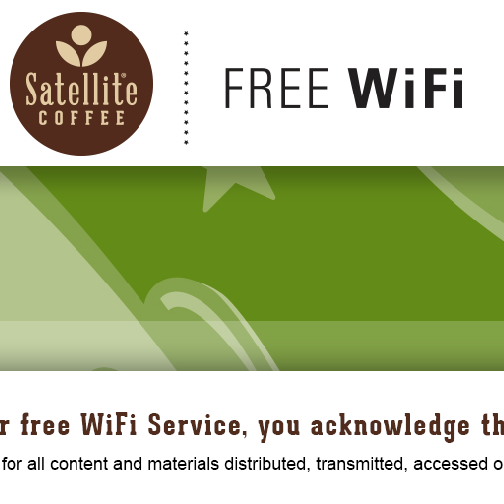 Satellite®
COFFEE
FREE WiFi
r free WiFi Service, you acknowledge th
for all content and materials distributed, transmitted, accessed o